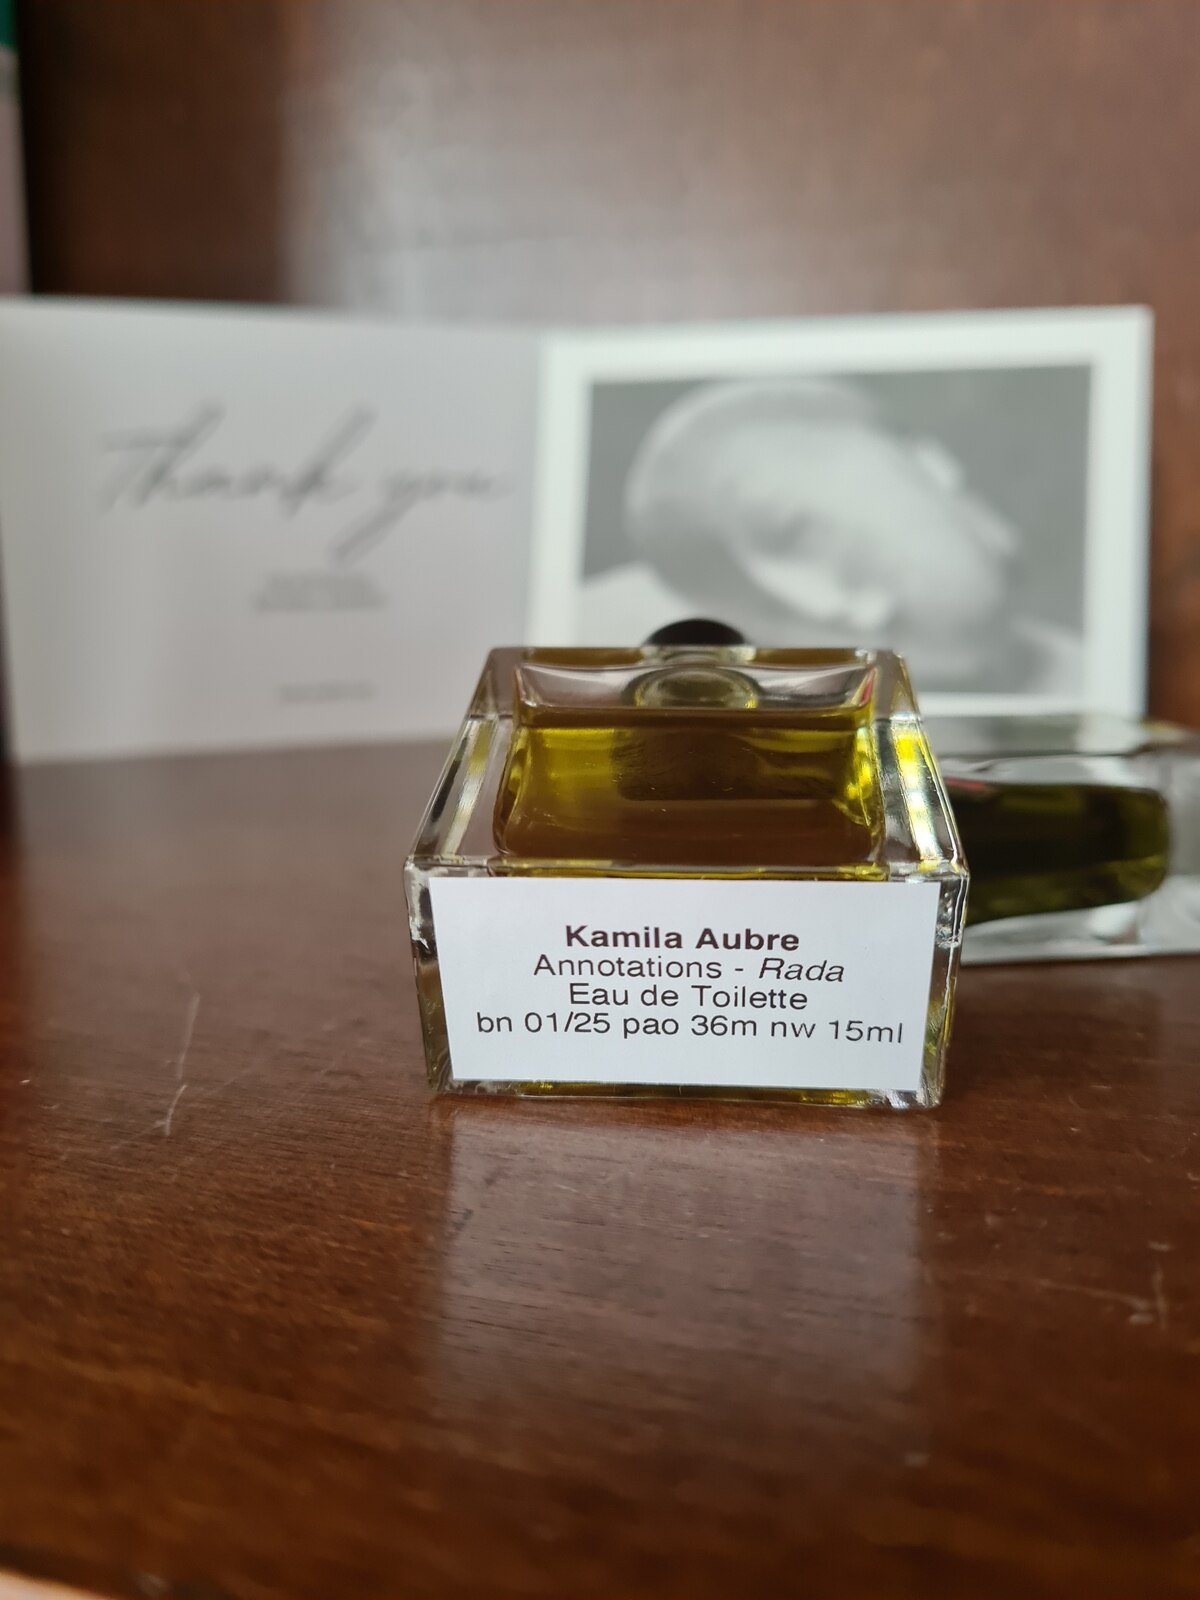 Thank you
Kamila Aubre
Annotations - Rada
Eau de Toilette
bn 01/25 pao 36m nw 15ml